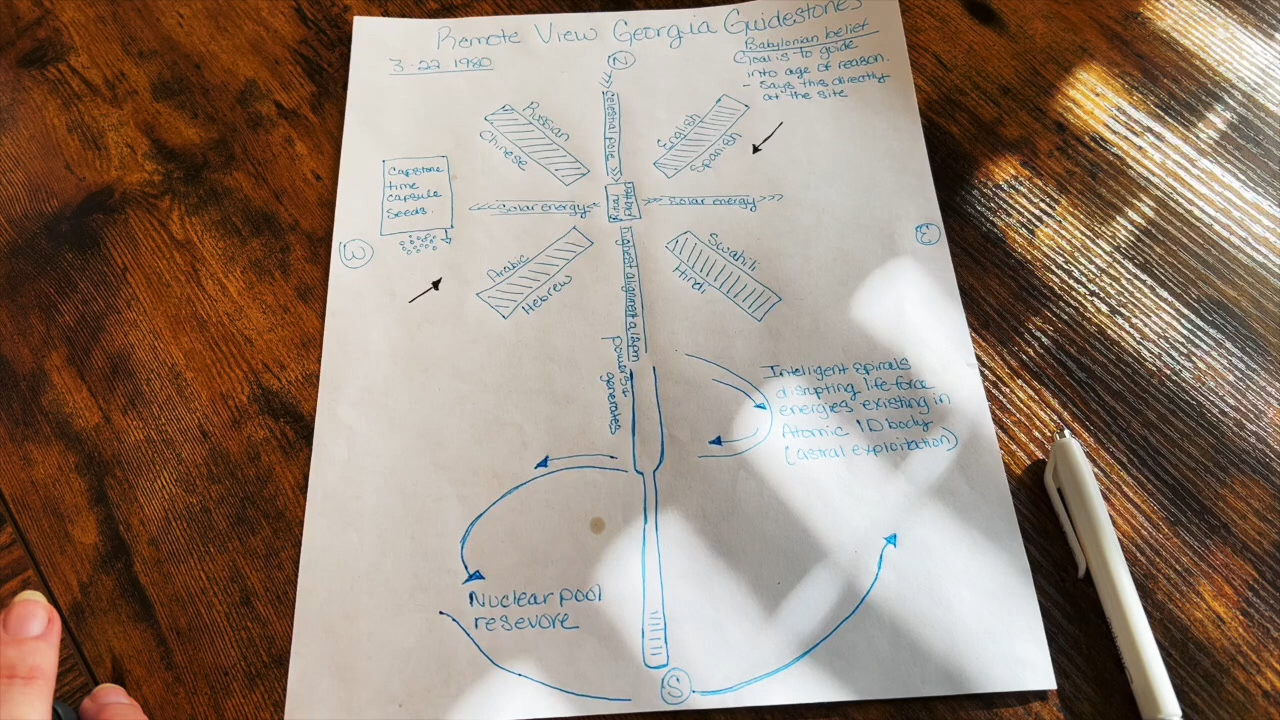 Remote View Georgia Guidestones
3-22 1980
Babylonian belief
Goal is to guide
into age of reason.
- says this directly
at the site
N
Russian
Chinese
celestial pole
English
Spanish
Capstone
time
capsule
seeds.
<<< Solar energy <
>>> Solar energy >>>
W
E
Arabic
Hebrew
highest alignment @ 12pm
Swahili
Hindi
powers +
generates
Intelligent spirals
disrupting life-force
energies existing in
Atomic 1D body
(astral exploitation)
Nuclear pool
resevore
S